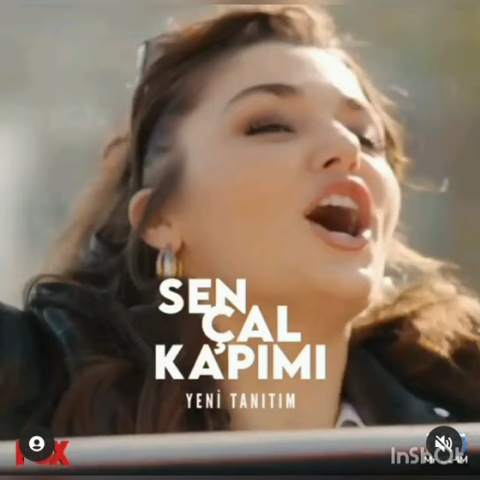 SEN
ÇAL
KAPIMI
YENİ TANITIM
FOX
InShot